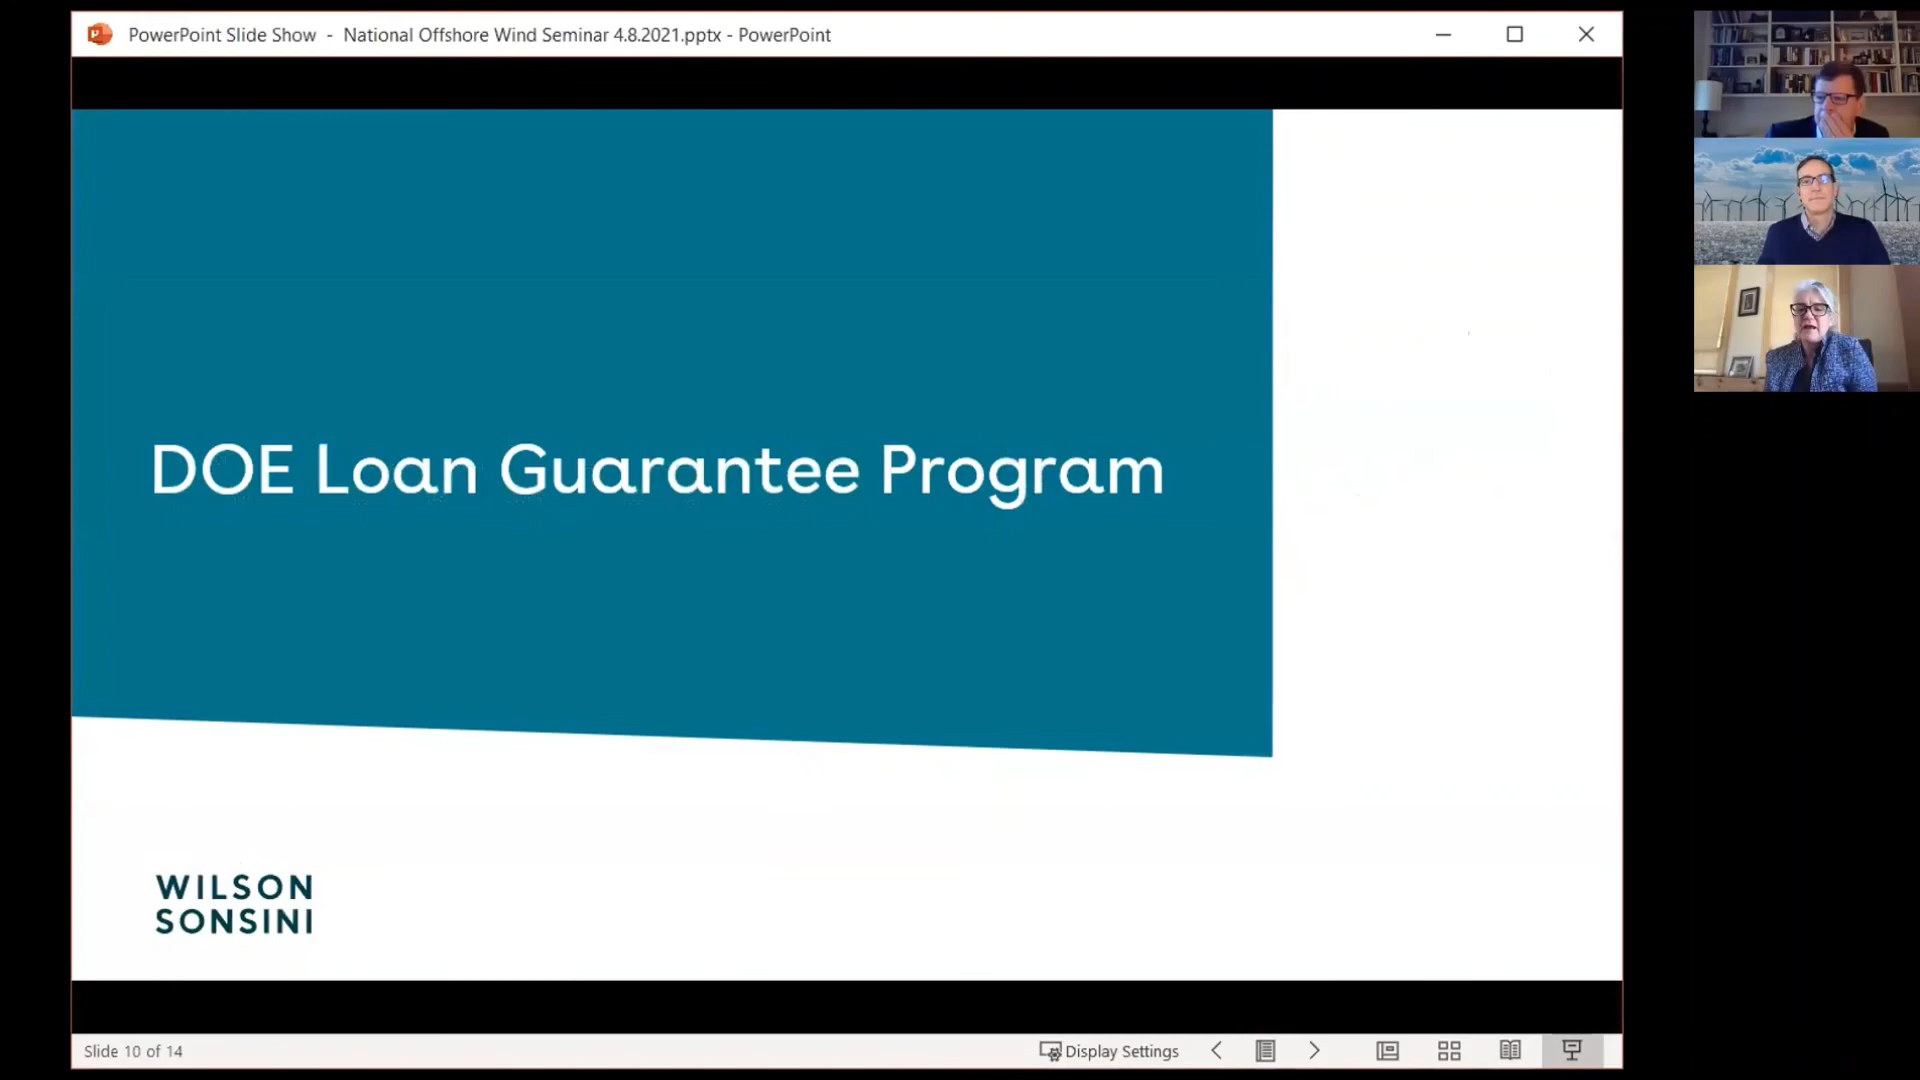 PowerPoint Slide Show - National Offshore Wind Seminar 4.8.2021.pptx - PowerPoint
DOE Loan Guarantee Program
WILSON
SONSINI
Slide 10 of 14
Display Settings